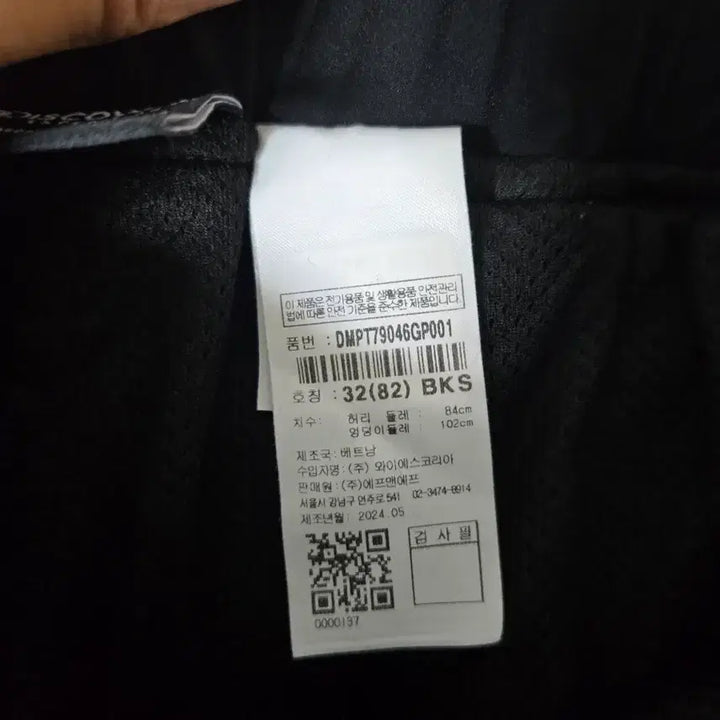 이 제품은 전기용품 및 생활용품 안전관리
법에 따른 안전 기준을 준수한 제품입니다.
품번 : DMPT79046GP001
호칭 : 32(82) BKS
치수: 허리 둘레 : 84cm
엉덩이둘레 : 102cm
제조국: 베트남
수입자명: (주) 와이에스코리아
판매원 : (주)에프앤에프
서울시 강남구 언주로 541 02-3474-8914
제조년월: 2024.05
검사필
0000137